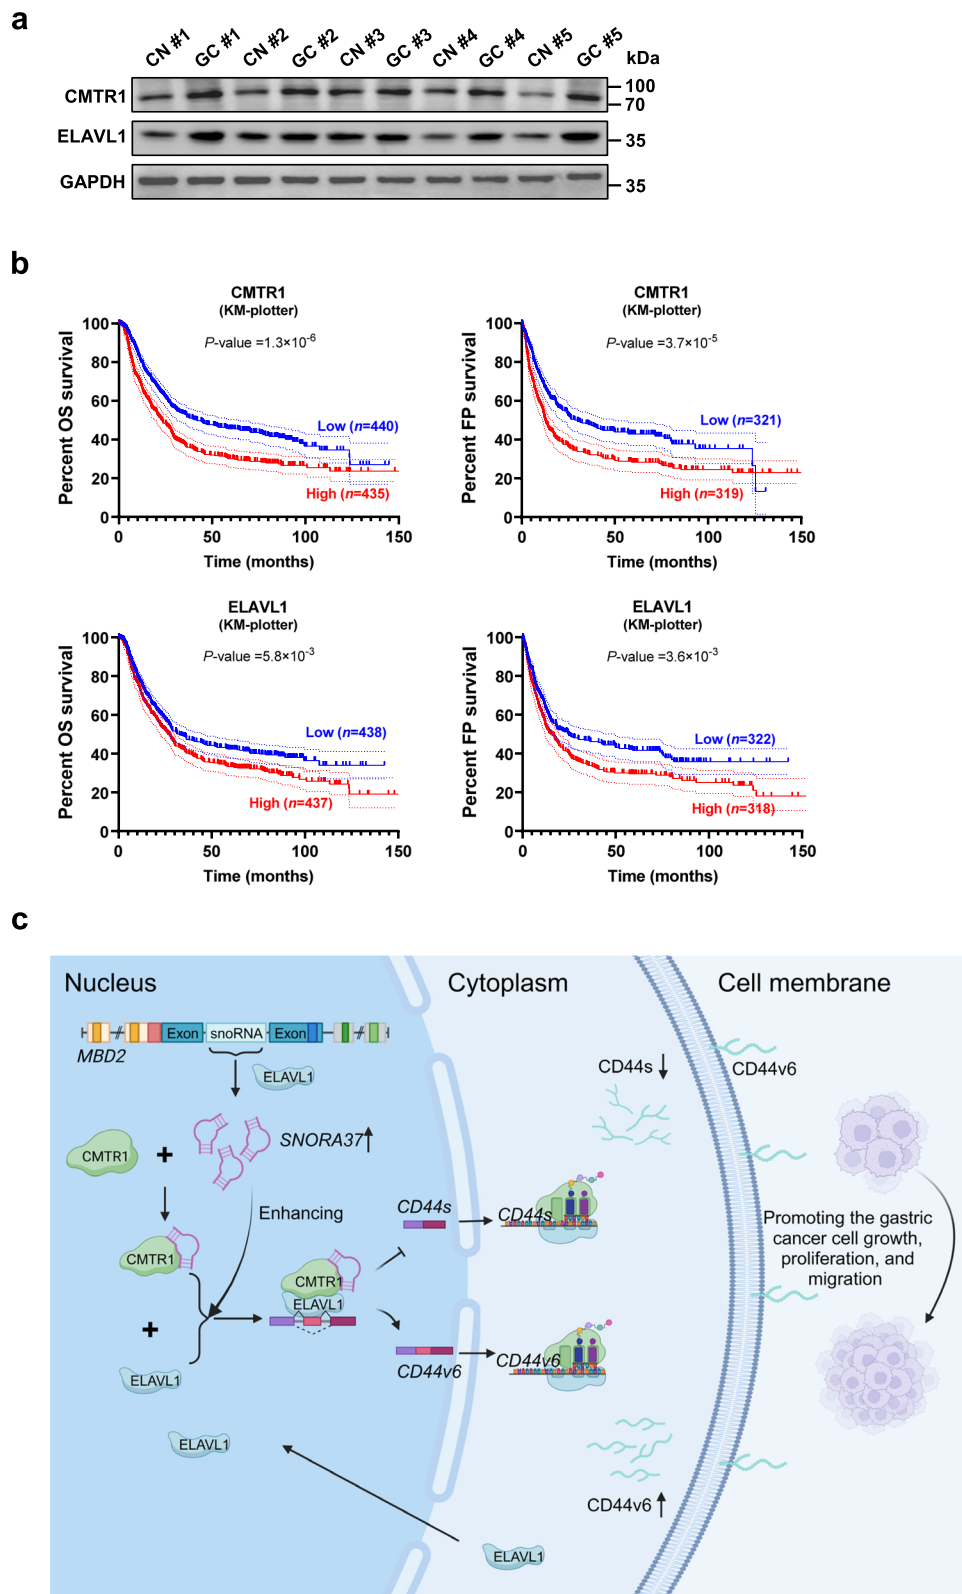 a
CN #1 GC #1 CN #2 GC #2 CN #3 GC #3 CN #4 GC #4 CN #5 GC #5 kDa
CMTR1
100
70
ELAVL1
35
GAPDH
35
b
CMTR1
(KM-plotter)
P-value =1.3×10-6
Percent OS survival
100
80
60
40
20
0
Low (n=440)
High (n=435)
0 50 100 150
Time (months)
CMTR1
(KM-plotter)
P-value =3.7×10-5
Percent FP survival
100
80
60
40
20
0
Low (n=321)
High (n=319)
0 50 100 150
Time (months)
ELAVL1
(KM-plotter)
P-value =5.8×10-3
Percent OS survival
100
80
60
40
20
0
Low (n=438)
High (n=437)
0 50 100 150
Time (months)
ELAVL1
(KM-plotter)
P-value =3.6×10-3
Percent FP survival
100
80
60
40
20
0
Low (n=322)
High (n=318)
0 50 100 150
Time (months)
c
Nucleus
Cytoplasm
Cell membrane
Exon snoRNA Exon
MBD2
ELAVL1
CD44s
CD44v6
CMTR1
+
SNORA37
Enhancing
CMTR1
+
ELAVL1
CMTR1
ELAVL1
CD44s
CD44s
CD44v6
CD44v6
Promoting the gastric
cancer cell growth,
proliferation, and
migration
ELAVL1
CD44v6
ELAVL1